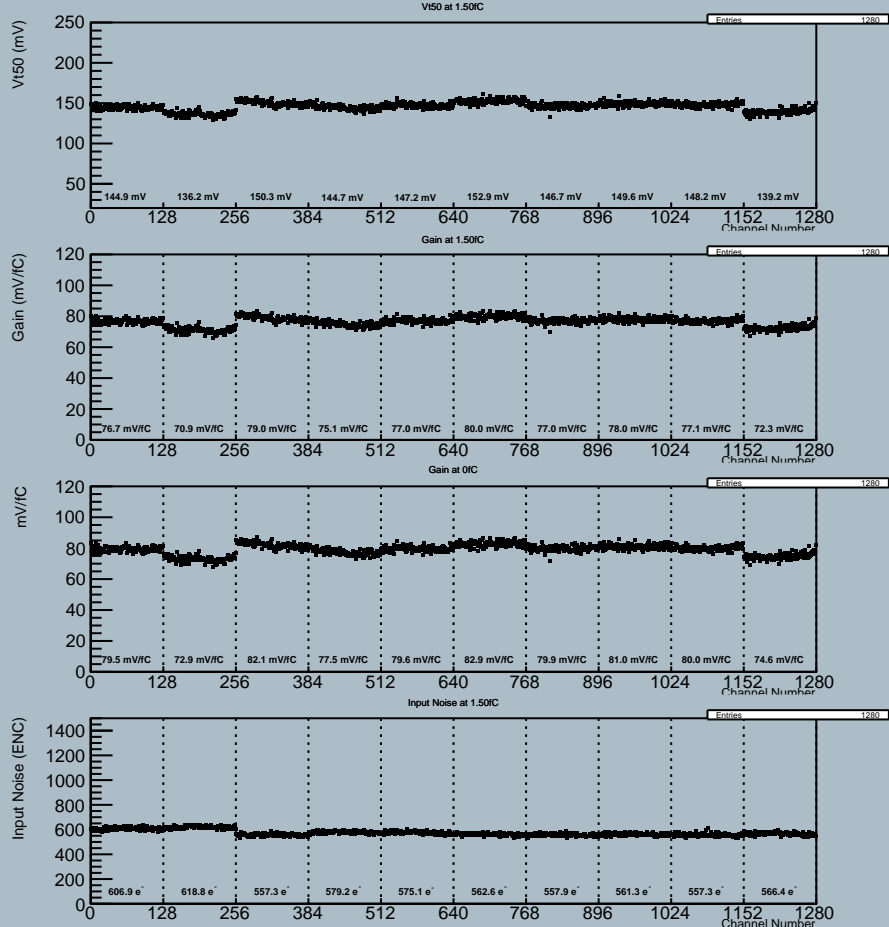 Vt50 at 1.50fC
Entries 1280
Vt50 (mV)
250
200
150
100
50
144.9 mV 136.2 mV 150.3 mV 144.7 mV 147.2 mV 152.9 mV 146.7 mV 149.6 mV 148.2 mV 139.2 mV
0 128 256 384 512 640 768 896 1024 1152 1280
Channel Number
Gain at 1.50fC
Entries 1280
Gain (mV/fC)
120
100
80
60
40
20
0
76.7 mV/fC 70.9 mV/fC 79.0 mV/fC 75.1 mV/fC 77.0 mV/fC 80.0 mV/fC 77.0 mV/fC 78.0 mV/fC 77.1 mV/fC 72.3 mV/fC
0 128 256 384 512 640 768 896 1024 1152 1280
Channel Number
Gain at 0fC
Entries 1280
mV/fC
120
100
80
60
40
20
0
79.5 mV/fC 72.9 mV/fC 82.1 mV/fC 77.5 mV/fC 79.6 mV/fC 82.9 mV/fC 79.9 mV/fC 81.0 mV/fC 80.0 mV/fC 74.6 mV/fC
0 128 256 384 512 640 768 896 1024 1152 1280
Channel Number
Input Noise at 1.50fC
Entries 1280
Input Noise (ENC)
1400
1200
1000
800
600
400
200
0
606.9 e⁻ 618.8 e⁻ 557.3 e⁻ 579.2 e⁻ 575.1 e⁻ 562.6 e⁻ 557.9 e⁻ 561.3 e⁻ 557.3 e⁻ 566.4 e⁻
0 128 256 384 512 640 768 896 1024 1152 1280
Channel Number